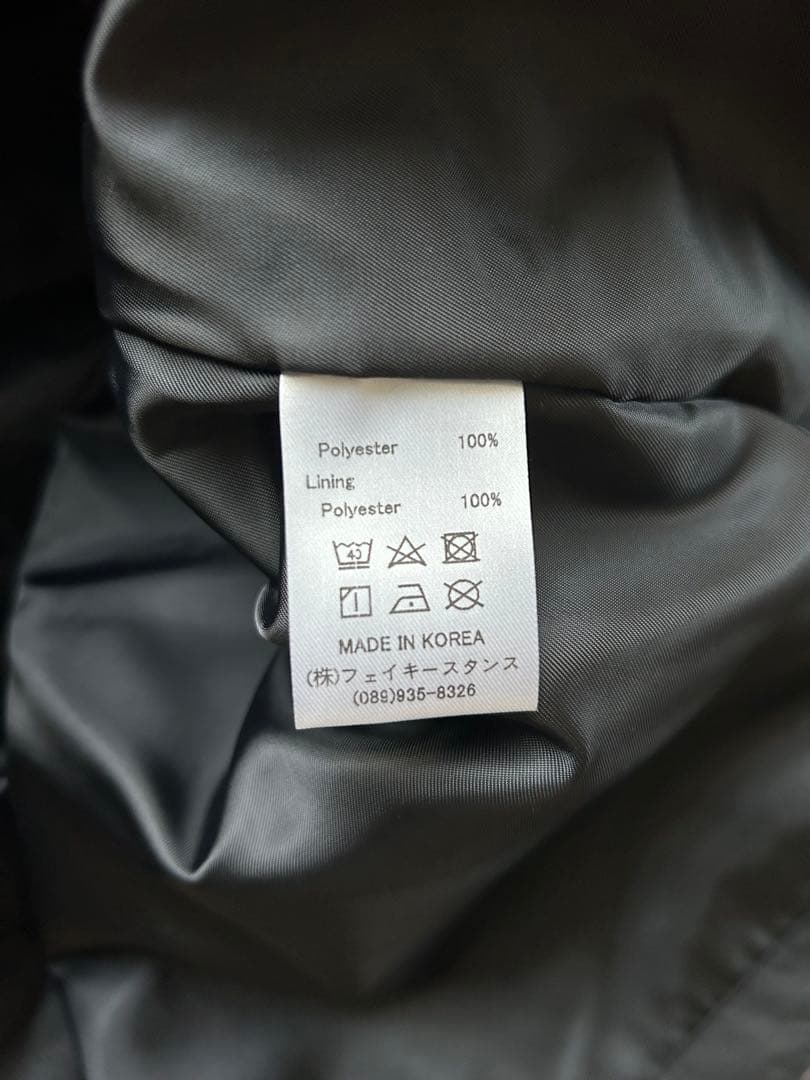 Polyester 100%
Lining
Polyester 100%
40
MADE IN KOREA
(株)フェイキースタンス
(089)935-8326